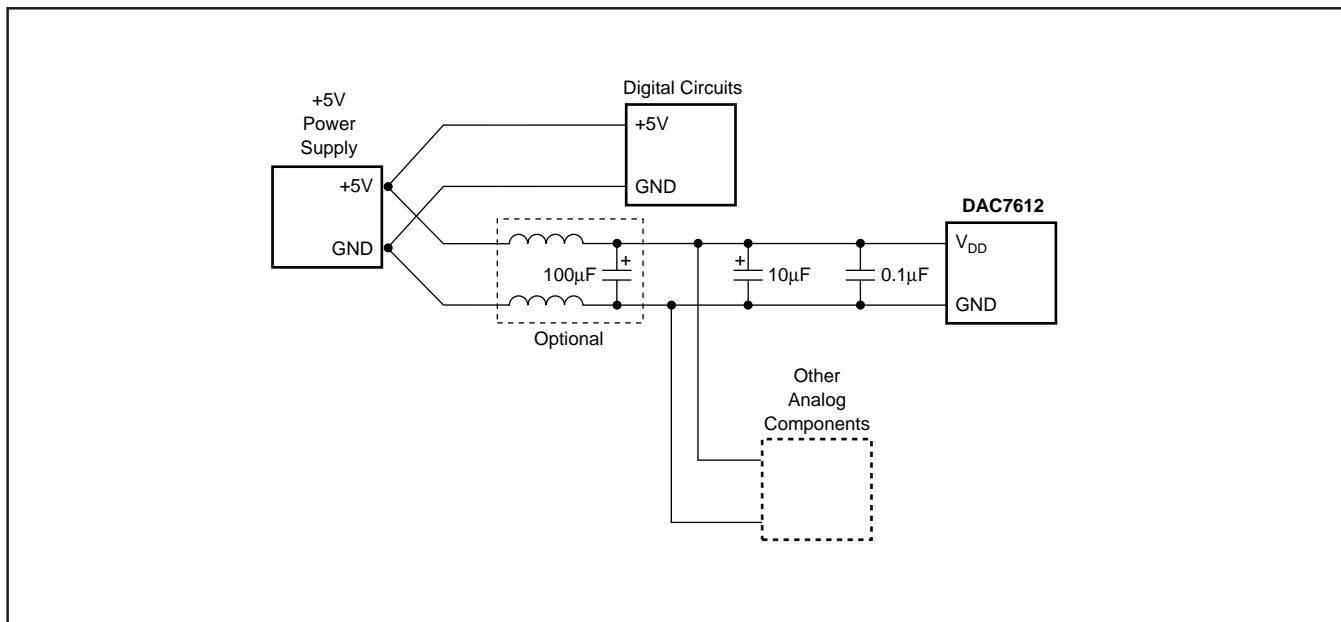 +5V
Power
Supply
+5V
GND
Digital Circuits
+5V
GND
100µF
+
Optional
+
10µF
0.1µF
DAC7612
V_DD
GND
Other
Analog
Components